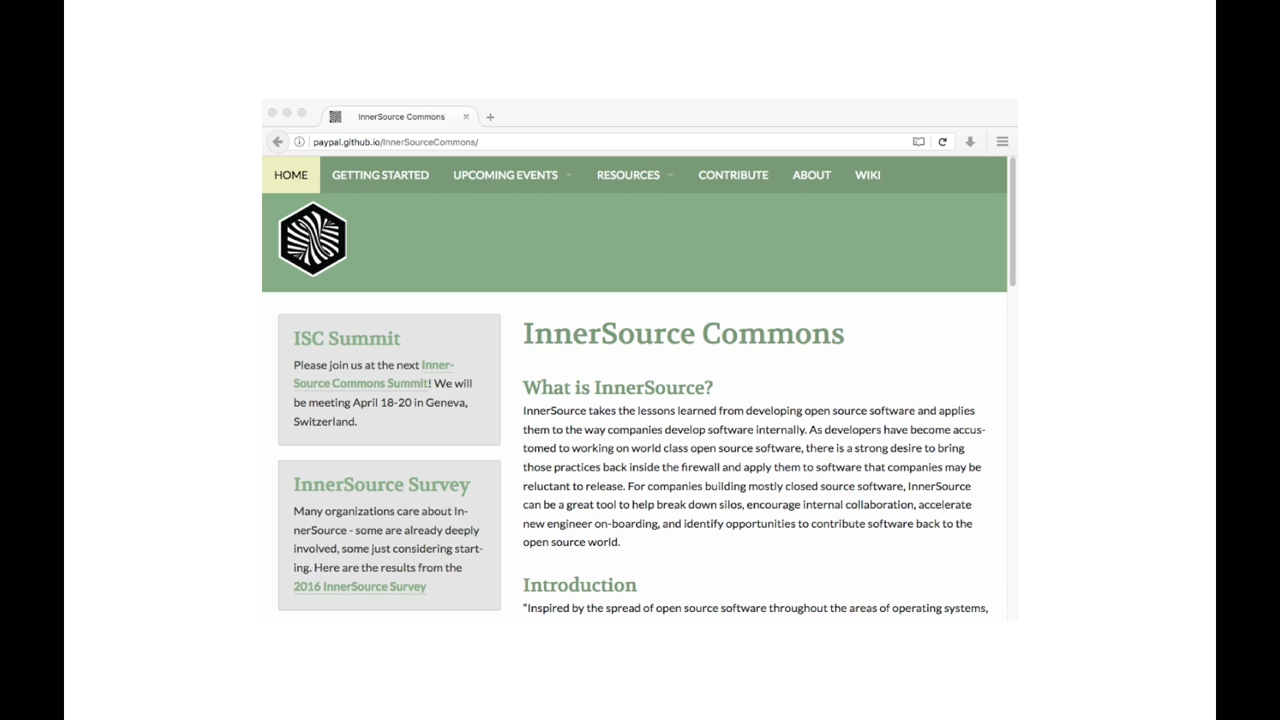 InnerSource Commons
paypal.github.io/InnerSourceCommons/
HOME GETTING STARTED UPCOMING EVENTS RESOURCES CONTRIBUTE ABOUT WIKI
ISC Summit
Please join us at the next Inner-
Source Commons Summit! We will
be meeting April 18-20 in Geneva,
Switzerland.
InnerSource Survey
Many organizations care about In-
nerSource - some are already deeply
involved, some just considering start-
ing. Here are the results from the
2016 InnerSource Survey
InnerSource Commons
What is InnerSource?
InnerSource takes the lessons learned from developing open source software and applies
them to the way companies develop software internally. As developers have become accus-
tomed to working on world class open source software, there is a strong desire to bring
those practices back inside the firewall and apply them to software that companies may be
reluctant to release. For companies building mostly closed source software, InnerSource
can be a great tool to help break down silos, encourage internal collaboration, accelerate
new engineer on-boarding, and identify opportunities to contribute software back to the
open source world.
Introduction
“Inspired by the spread of open source software throughout the areas of operating systems,